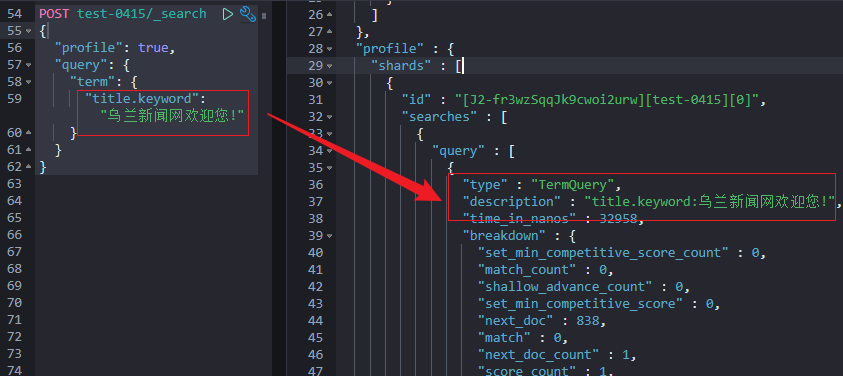 54 POST test-0415/_search
55 {
56 "profile": true,
57 "query": {
58 "term": {
59 "title.keyword":
"乌兰新闻网欢迎您!"
60 }
61 }
62 }
63
64
65
66
67
68
69
70
71
72
73
74
26 }
27 ]
},
28 "profile" : {
29 "shards" : [
30 {
31 "id" : "[J2-fr3wzSqqJk9cwoi2urw][test-0415][0]",
32 "searches" : [
33 {
34 "query" : [
35 {
36 "type" : "TermQuery",
37 "description" : "title.keyword:乌兰新闻网欢迎您!",
38 "time_in_nanos" : 32958,
39 "breakdown" : {
40 "set_min_competitive_score_count" : 0,
41 "match_count" : 0,
42 "shallow_advance_count" : 0,
43 "set_min_competitive_score" : 0,
44 "next_doc" : 838,
45 "match" : 0,
46 "next_doc_count" : 1,
47 "score_count" : 1,